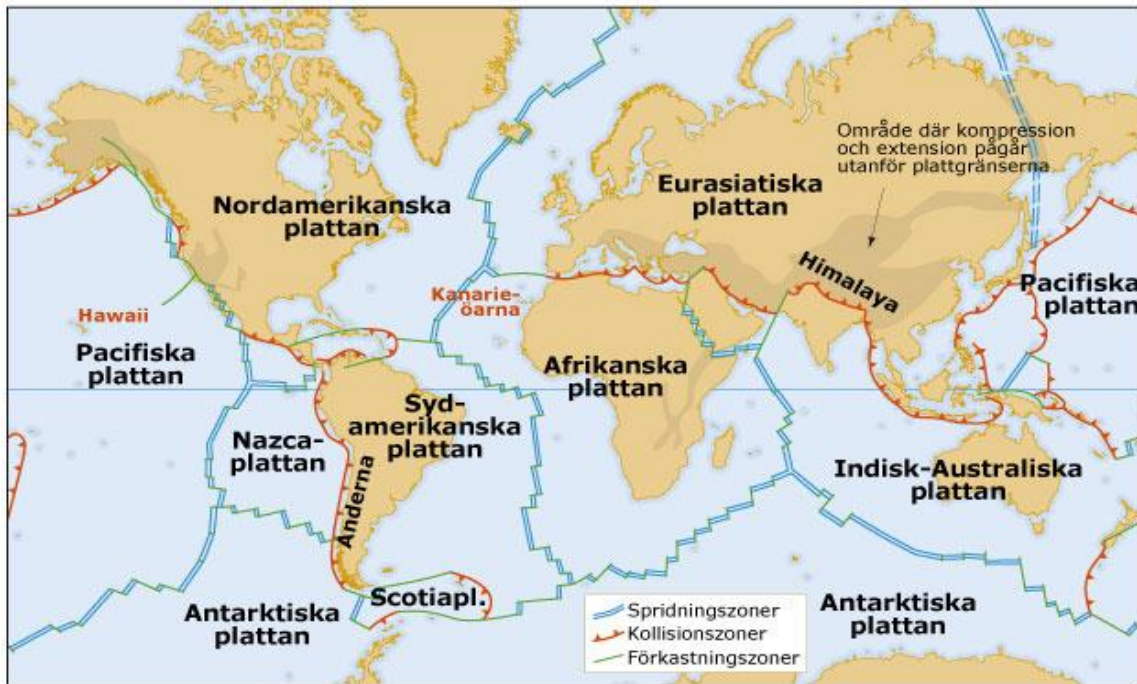 Område där kompression
och extension pågår
utanför plattgränserna
Eurasiatiska
plattan
Nordamerikanska
plattan
Himalaya
Pacifiska
plattan
Kanarie-
öarna
Hawaii
Pacifiska
plattan
Afrikanska
plattan
Syd-
amerikanska
plattan
Nazca-
plattan
Anderna
Indisk-Australiska
plattan
Scotiapl.
Antarktiska
plattan
Antarktiska
plattan
Spridningszoner
Kollisionszoner
Förkastningszoner